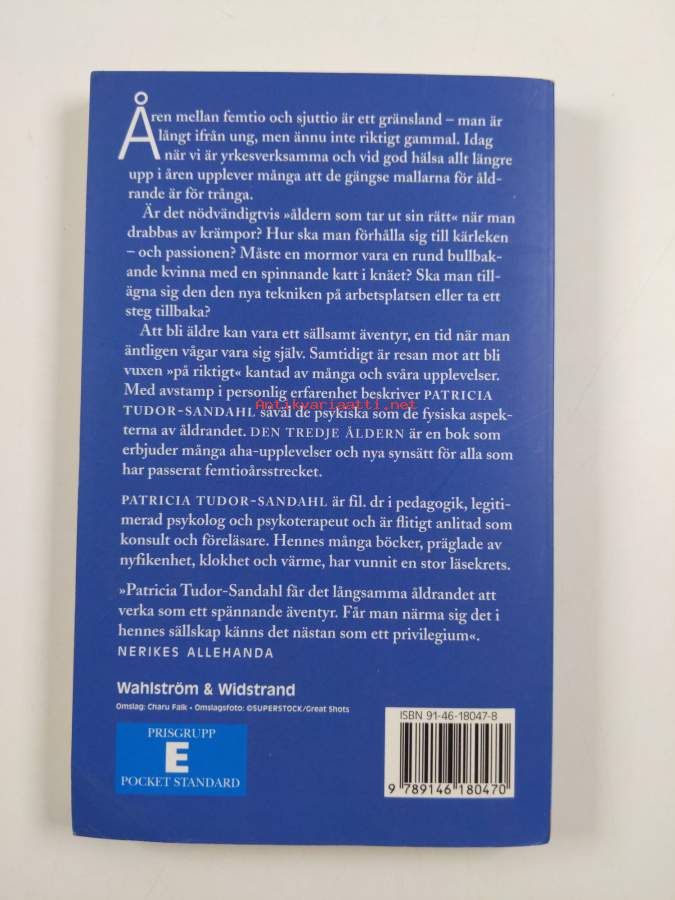 Åren mellan femtio och sjuttio är ett gränsland – man är
långt ifrån ung, men ännu inte riktigt gammal. Idag
när vi är yrkesverksamma och vid god hälsa allt längre
upp i åren upplever många att de gängse mallarna för åld-
rande är för trånga.
Är det nödvändigtvis »åldern som tar ut sin rätt« när man
drabbas av krämpor? Hur ska man förhålla sig till kärleken
– och passionen? Måste en mormor vara en rund bullbak-
ande kvinna med en spinnande katt i knäet? Ska man till-
ägna sig den den nya tekniken på arbetsplatsen eller ta ett
steg tillbaka?
Att bli äldre kan vara ett sällsamt äventyr, en tid när man
äntligen vågar vara sig själv. Samtidigt är resan mot att bli
vuxen »på riktigt« kantad av många och svåra upplevelser.
Med avstamp i personlig erfarenhet beskriver PATRICIA
TUDOR-SANDAHL såväl de psykiska som de fysiska aspek-
Antikvariaatti.net
terna av åldrandet. DEN TREDJE ÅLDERN är en bok som
erbjuder många aha-upplevelser och nya synsätt för alla som
har passerat femtioårsstrecket.
PATRICIA TUDOR-SANDAHL är fil. dr i pedagogik, legiti-
merad psykolog och psykoterapeut och är flitigt anlitad som
konsult och föreläsare. Hennes många böcker, präglade av
nyfikenhet, klokhet och värme, har vunnit en stor läsekrets.
»Patricia Tudor-Sandahl får det långsamma åldrandet att
verka som ett spännande äventyr. Får man närma sig det i
hennes sällskap känns det nästan som ett privilegium«.
NERIKES ALLEHANDA
Wahlström & Widstrand
Omslag: Charu Falk • Omslagsfoto: ©SUPERSTOCK/Great Shots
PRISGRUPP
E
POCKET STANDARD
ISBN 91-46-18047-8
9 789146 180470